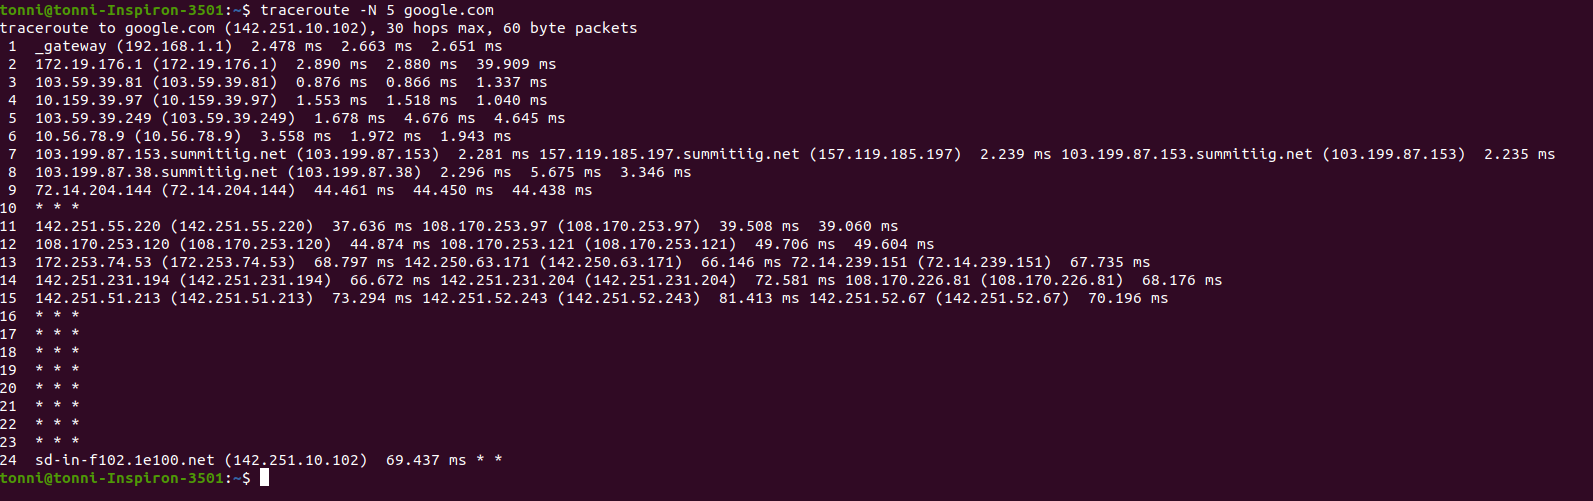 tonni@tonni-Inspiron-3501:~$ traceroute -N 5 google.com
traceroute to google.com (142.251.10.102), 30 hops max, 60 byte packets
 1  _gateway (192.168.1.1)  2.478 ms  2.663 ms  2.651 ms
 2  172.19.176.1 (172.19.176.1)  2.890 ms  2.880 ms  39.909 ms
 3  103.59.39.81 (103.59.39.81)  0.876 ms  0.866 ms  1.337 ms
 4  10.159.39.97 (10.159.39.97)  1.553 ms  1.518 ms  1.040 ms
 5  103.59.39.249 (103.59.39.249)  1.678 ms  4.676 ms  4.645 ms
 6  10.56.78.9 (10.56.78.9)  3.558 ms  1.972 ms  1.943 ms
 7  103.199.87.153.summitiig.net (103.199.87.153)  2.281 ms 157.119.185.197.summitiig.net (157.119.185.197)  2.239 ms 103.199.87.153.summitiig.net (103.199.87.153)  2.235 ms
 8  103.199.87.38.summitiig.net (103.199.87.38)  2.296 ms  5.675 ms  3.346 ms
 9  72.14.204.144 (72.14.204.144)  44.461 ms  44.450 ms  44.438 ms
10  * * *
11  142.251.55.220 (142.251.55.220)  37.636 ms 108.170.253.97 (108.170.253.97)  39.508 ms  39.060 ms
12  108.170.253.120 (108.170.253.120)  44.874 ms 108.170.253.121 (108.170.253.121)  49.706 ms  49.604 ms
13  172.253.74.53 (172.253.74.53)  68.797 ms 142.250.63.171 (142.250.63.171)  66.146 ms 72.14.239.151 (72.14.239.151)  67.735 ms
14  142.251.231.194 (142.251.231.194)  66.672 ms 142.251.231.204 (142.251.231.204)  72.581 ms 108.170.226.81 (108.170.226.81)  68.176 ms
15  142.251.51.213 (142.251.51.213)  73.294 ms 142.251.52.243 (142.251.52.243)  81.413 ms 142.251.52.67 (142.251.52.67)  70.196 ms
16  * * *
17  * * *
18  * * *
19  * * *
20  * * *
21  * * *
22  * * *
23  * * *
24  sd-in-f102.1e100.net (142.251.10.102)  69.437 ms * *
tonni@tonni-Inspiron-3501:~$